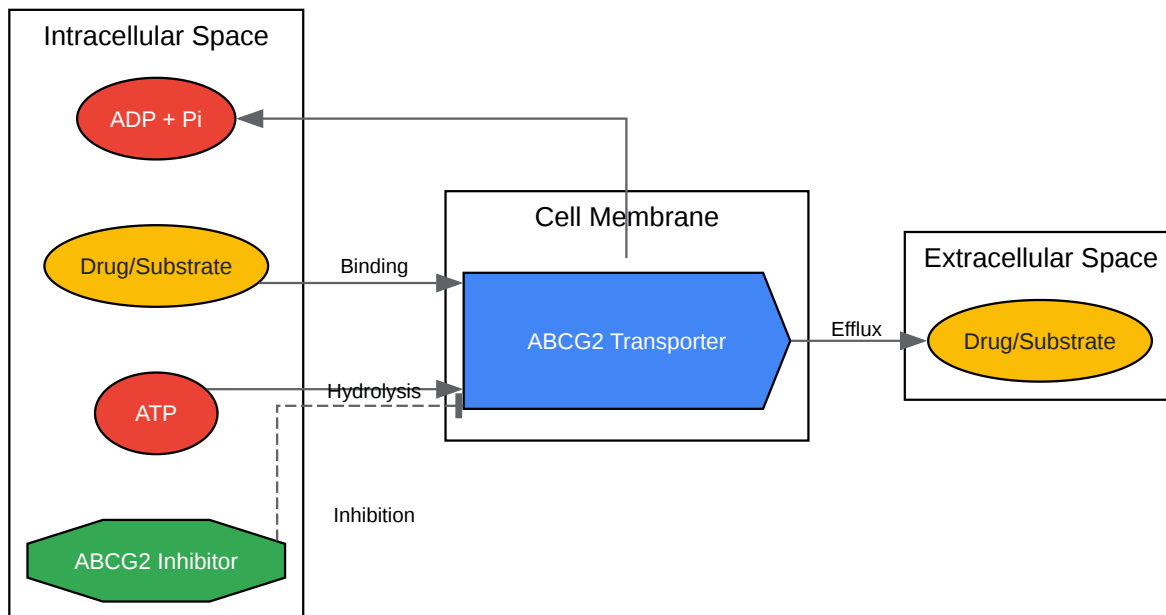 Intracellular Space
ADP + Pi
Cell Membrane
Drug/Substrate
Binding
Extracellular Space
ABCG2 Transporter
Efflux
Drug/Substrate
Hydrolysis
ATP
Inhibition
ABCG2 Inhibitor